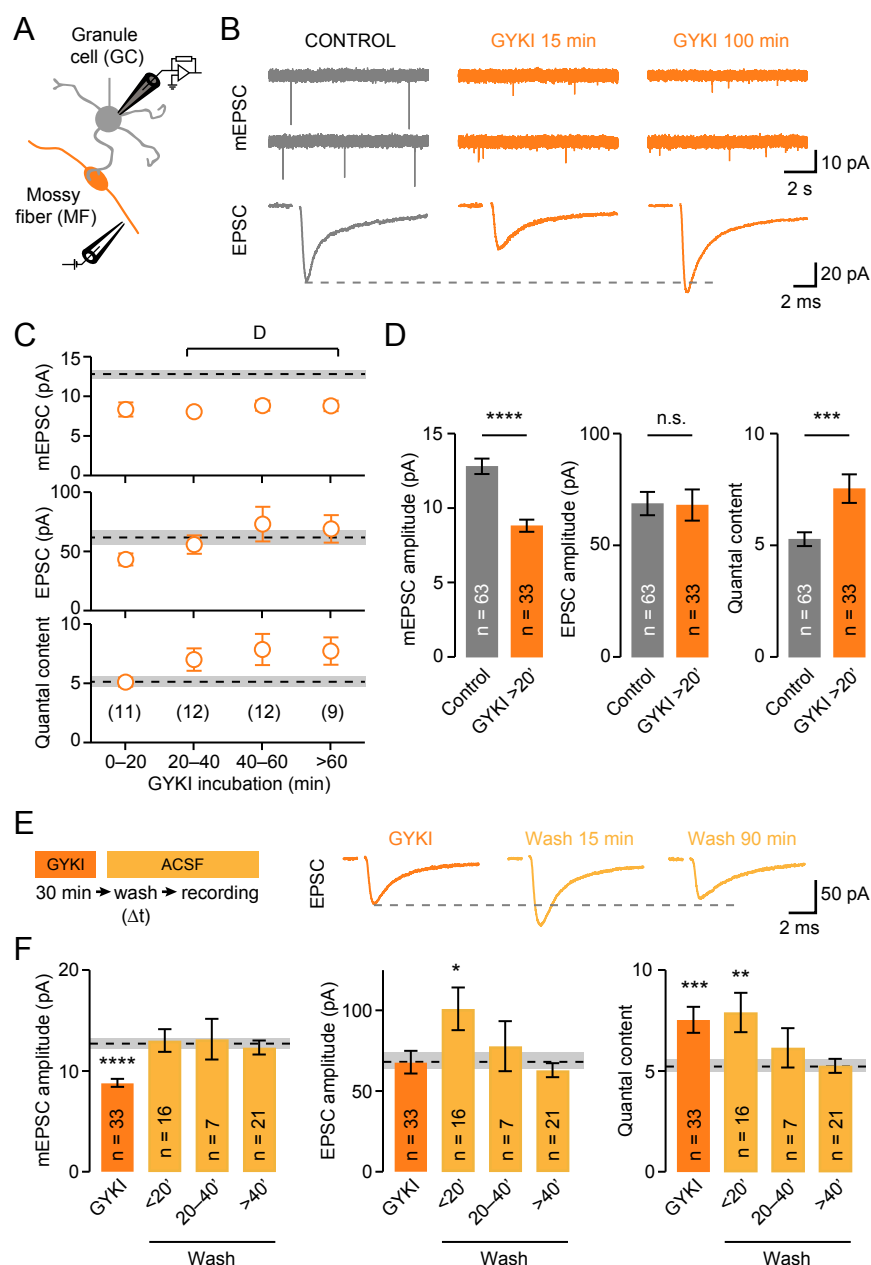 A
Granule
cell (GC)
Mossy
fiber (MF)
B
CONTROL
GYKI 15 min
GYKI 100 min
mEPSC
10 pA
2 s
EPSC
20 pA
2 ms
C
D
mEPSC (pA)
15
10
5
0
EPSC (pA)
100
50
0
Quantal content
10
5
0
(11)
(12)
(12)
(9)
0–20
20–40
40–60
>60
GYKI incubation (min)
D
mEPSC amplitude (pA)
15
10
5
0
****
n = 63
n = 33
Control
GYKI >20'
EPSC amplitude (pA)
100
50
0
n.s.
n = 63
n = 33
Control
GYKI >20'
Quantal content
10
5
0
***
n = 63
n = 33
Control
GYKI >20'
E
GYKI
ACSF
30 min
wash
recording
(Δt)
EPSC
GYKI
Wash 15 min
Wash 90 min
50 pA
2 ms
F
mEPSC amplitude (pA)
20
10
0
****
n = 33
n = 16
n = 7
n = 21
GYKI
<20'
20–40'
>40'
Wash
EPSC amplitude (pA)
100
50
0
*
n = 33
n = 16
n = 7
n = 21
GYKI
<20'
20–40'
>40'
Wash
Quantal content
10
5
0
***
**
n = 33
n = 16
n = 7
n = 21
GYKI
<20'
20–40'
>40'
Wash